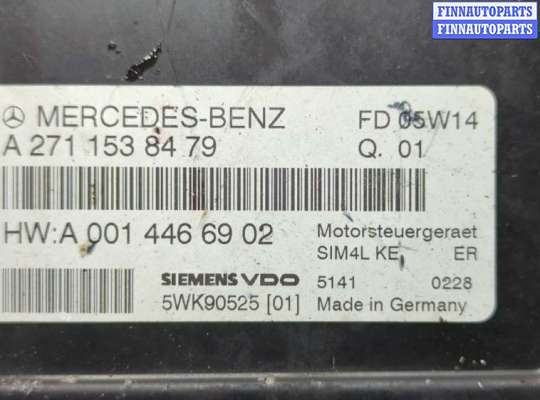 FINNAUTOPARTS
FINNAUTOPARTS
MERCEDES-BENZ
FD 05W14
A 271 153 84 79
Q. 01
HW:A 001 446 69 02
Motorsteuergeraet
SIM4L KE ER
SIEMENS VDO
5141 0228
5WK90525 [01]
Made in Germany